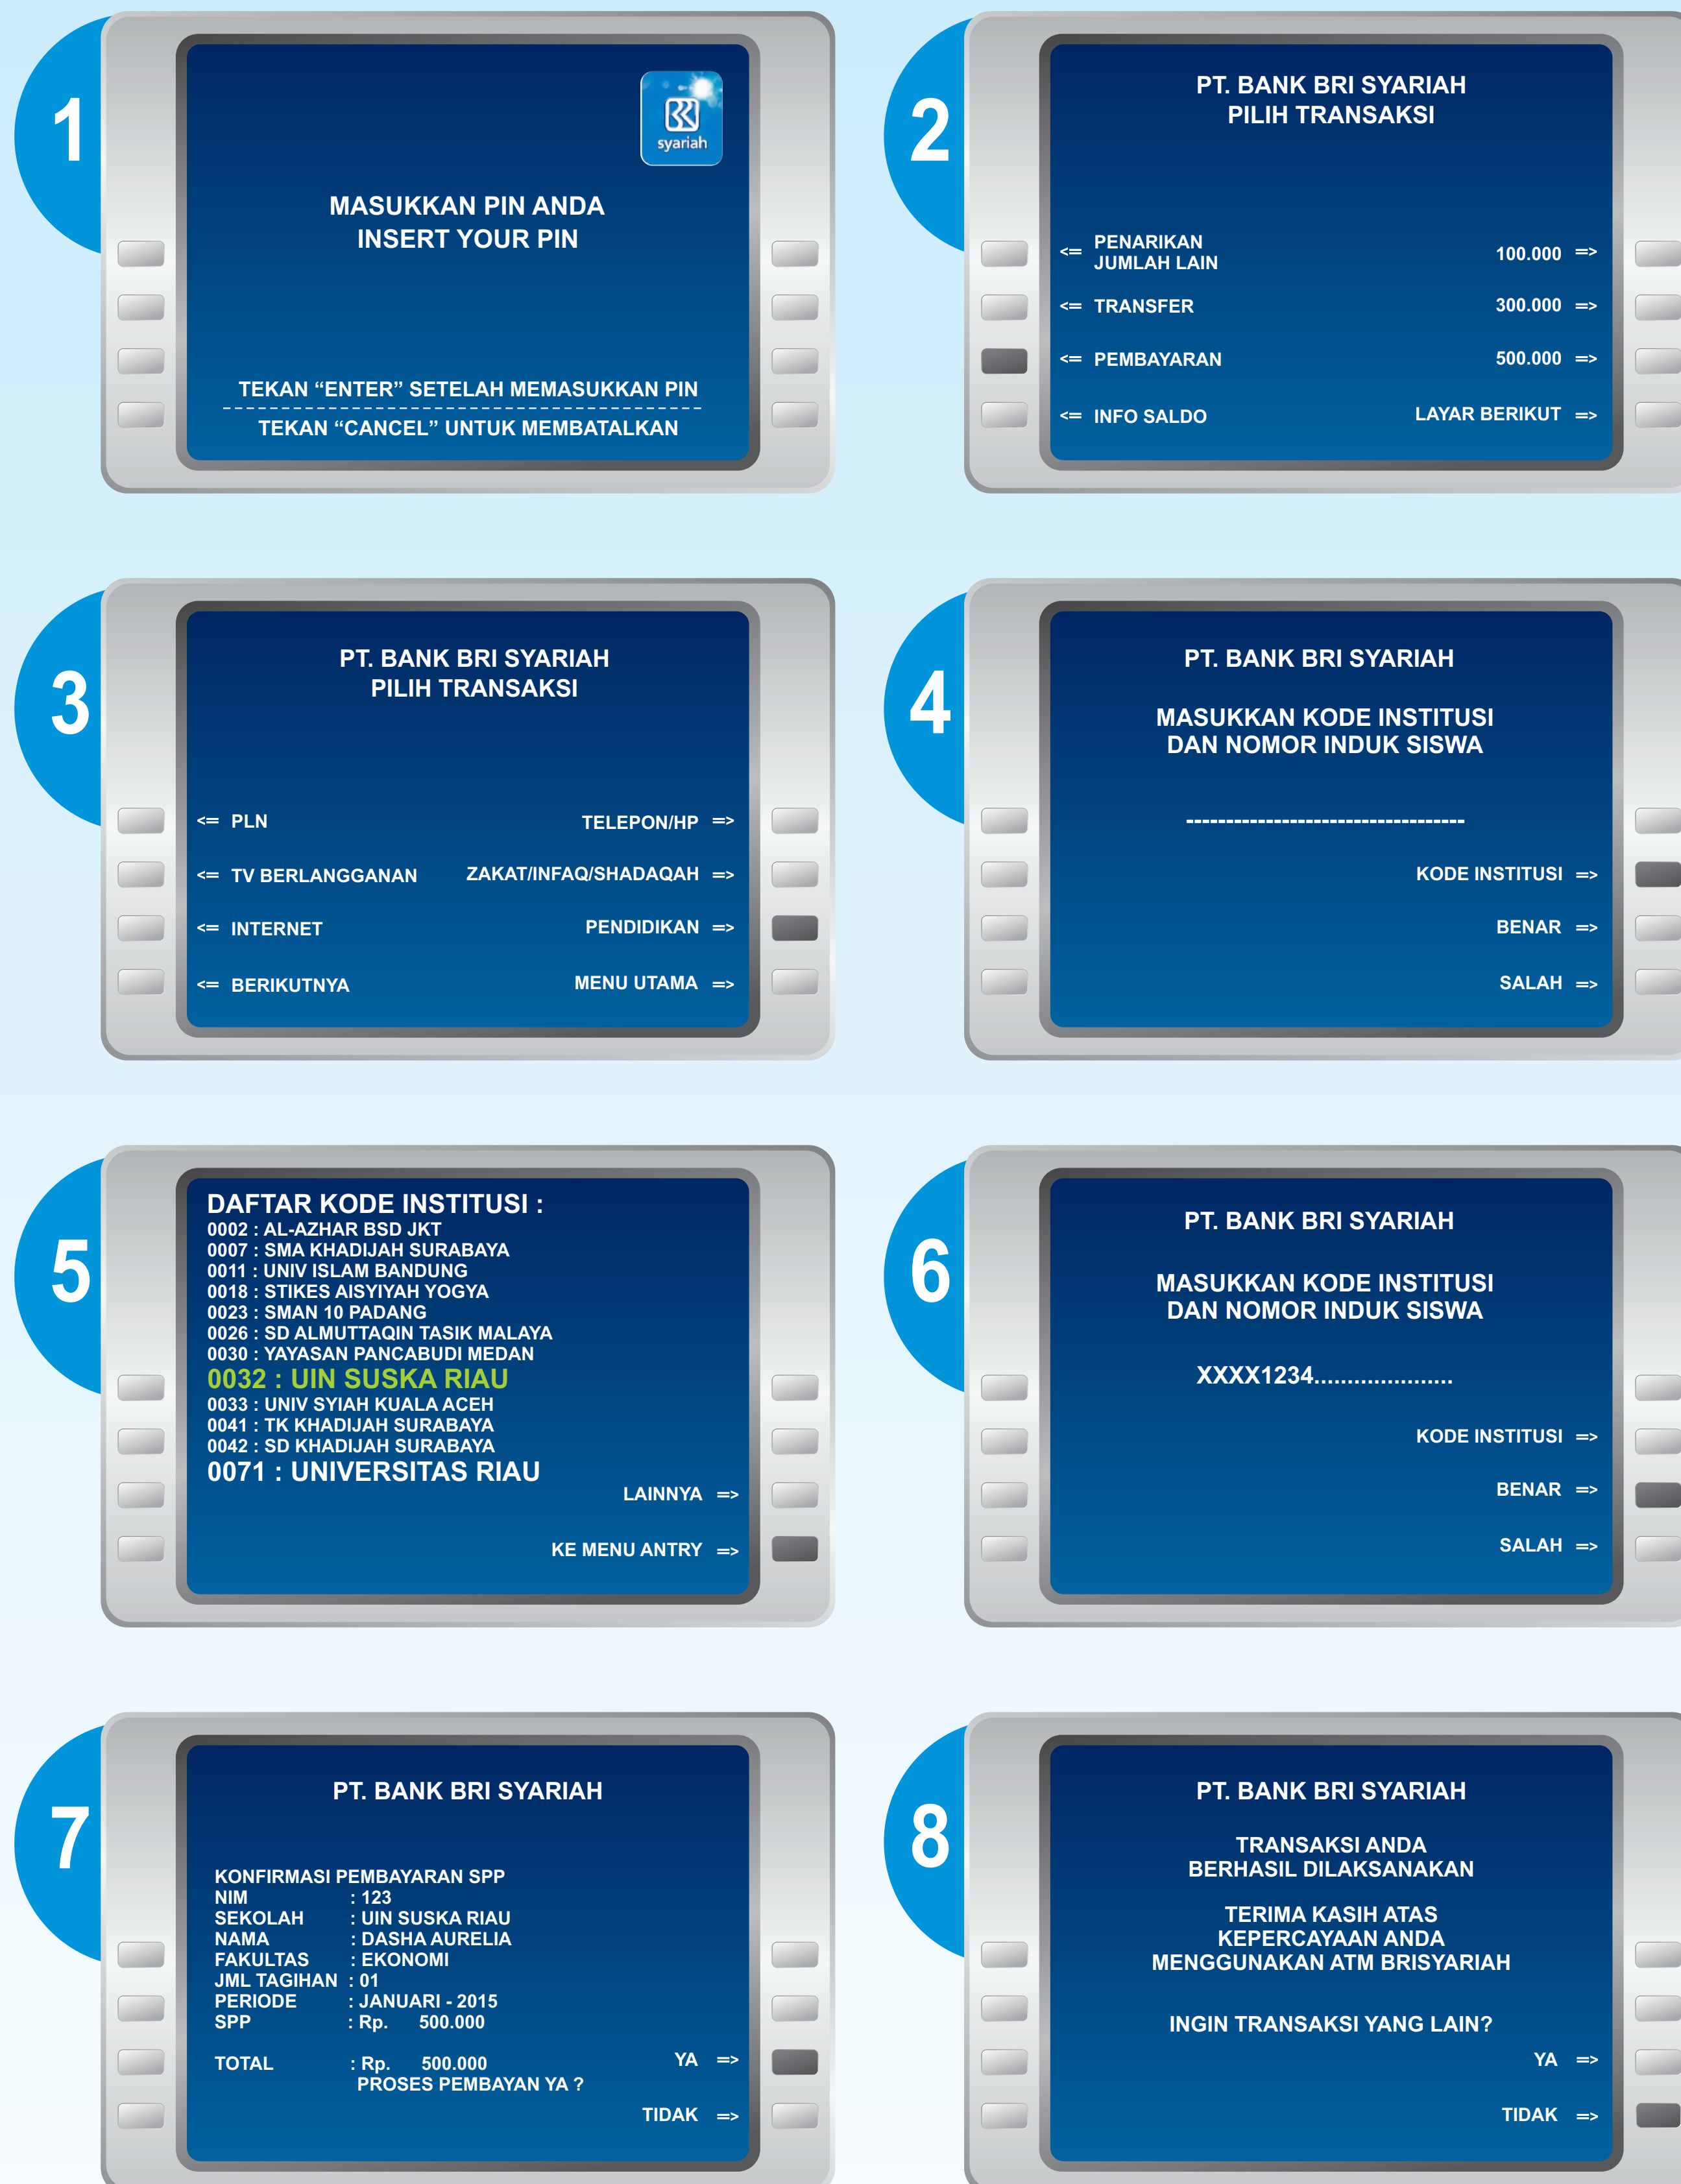 1
syariah
MASUKKAN PIN ANDA
INSERT YOUR PIN
TEKAN “ENTER” SETELAH MEMASUKKAN PIN
TEKAN “CANCEL” UNTUK MEMBATALKAN
2
PT. BANK BRI SYARIAH
PILIH TRANSAKSI
<= PENARIKAN
JUMLAH LAIN
100.000 =>
<= TRANSFER
300.000 =>
<= PEMBAYARAN
500.000 =>
<= INFO SALDO
LAYAR BERIKUT =>
3
PT. BANK BRI SYARIAH
PILIH TRANSAKSI
<= PLN
TELEPON/HP =>
<= TV BERLANGGANAN
ZAKAT/INFAQ/SHADAQAH =>
<= INTERNET
PENDIDIKAN =>
<= BERIKUTNYA
MENU UTAMA =>
4
PT. BANK BRI SYARIAH
MASUKKAN KODE INSTITUSI
DAN NOMOR INDUK SISWA
-----------------------------------
KODE INSTITUSI =>
BENAR =>
SALAH =>
5
DAFTAR KODE INSTITUSI :
0002 : AL-AZHAR BSD JKT
0007 : SMA KHADIJAH SURABAYA
0011 : UNIV ISLAM BANDUNG
0018 : STIKES AISYIYAH YOGYA
0023 : SMAN 10 PADANG
0026 : SD ALMUTTAQIN TASIK MALAYA
0030 : YAYASAN PANCABUDI MEDAN
0032 : UIN SUSKA RIAU
0033 : UNIV SYIAH KUALA ACEH
0041 : TK KHADIJAH SURABAYA
0042 : SD KHADIJAH SURABAYA
0071 : UNIVERSITAS RIAU
LAINNYA =>
KE MENU ANTRY =>
6
PT. BANK BRI SYARIAH
MASUKKAN KODE INSTITUSI
DAN NOMOR INDUK SISWA
XXXX1234.....................
KODE INSTITUSI =>
BENAR =>
SALAH =>
7
PT. BANK BRI SYARIAH
KONFIRMASI PEMBAYARAN SPP
NIM : 123
SEKOLAH : UIN SUSKA RIAU
NAMA : DASHA AURELIA
FAKULTAS : EKONOMI
JML TAGIHAN : 01
PERIODE : JANUARI - 2015
SPP : Rp. 500.000
TOTAL : Rp. 500.000
YA =>
PROSES PEMBAYAN YA ?
TIDAK =>
8
PT. BANK BRI SYARIAH
TRANSAKSI ANDA
BERHASIL DILAKSANAKAN
TERIMA KASIH ATAS
KEPERCAYAAN ANDA
MENGGUNAKAN ATM BRISYARIAH
INGIN TRANSAKSI YANG LAIN?
YA =>
TIDAK =>